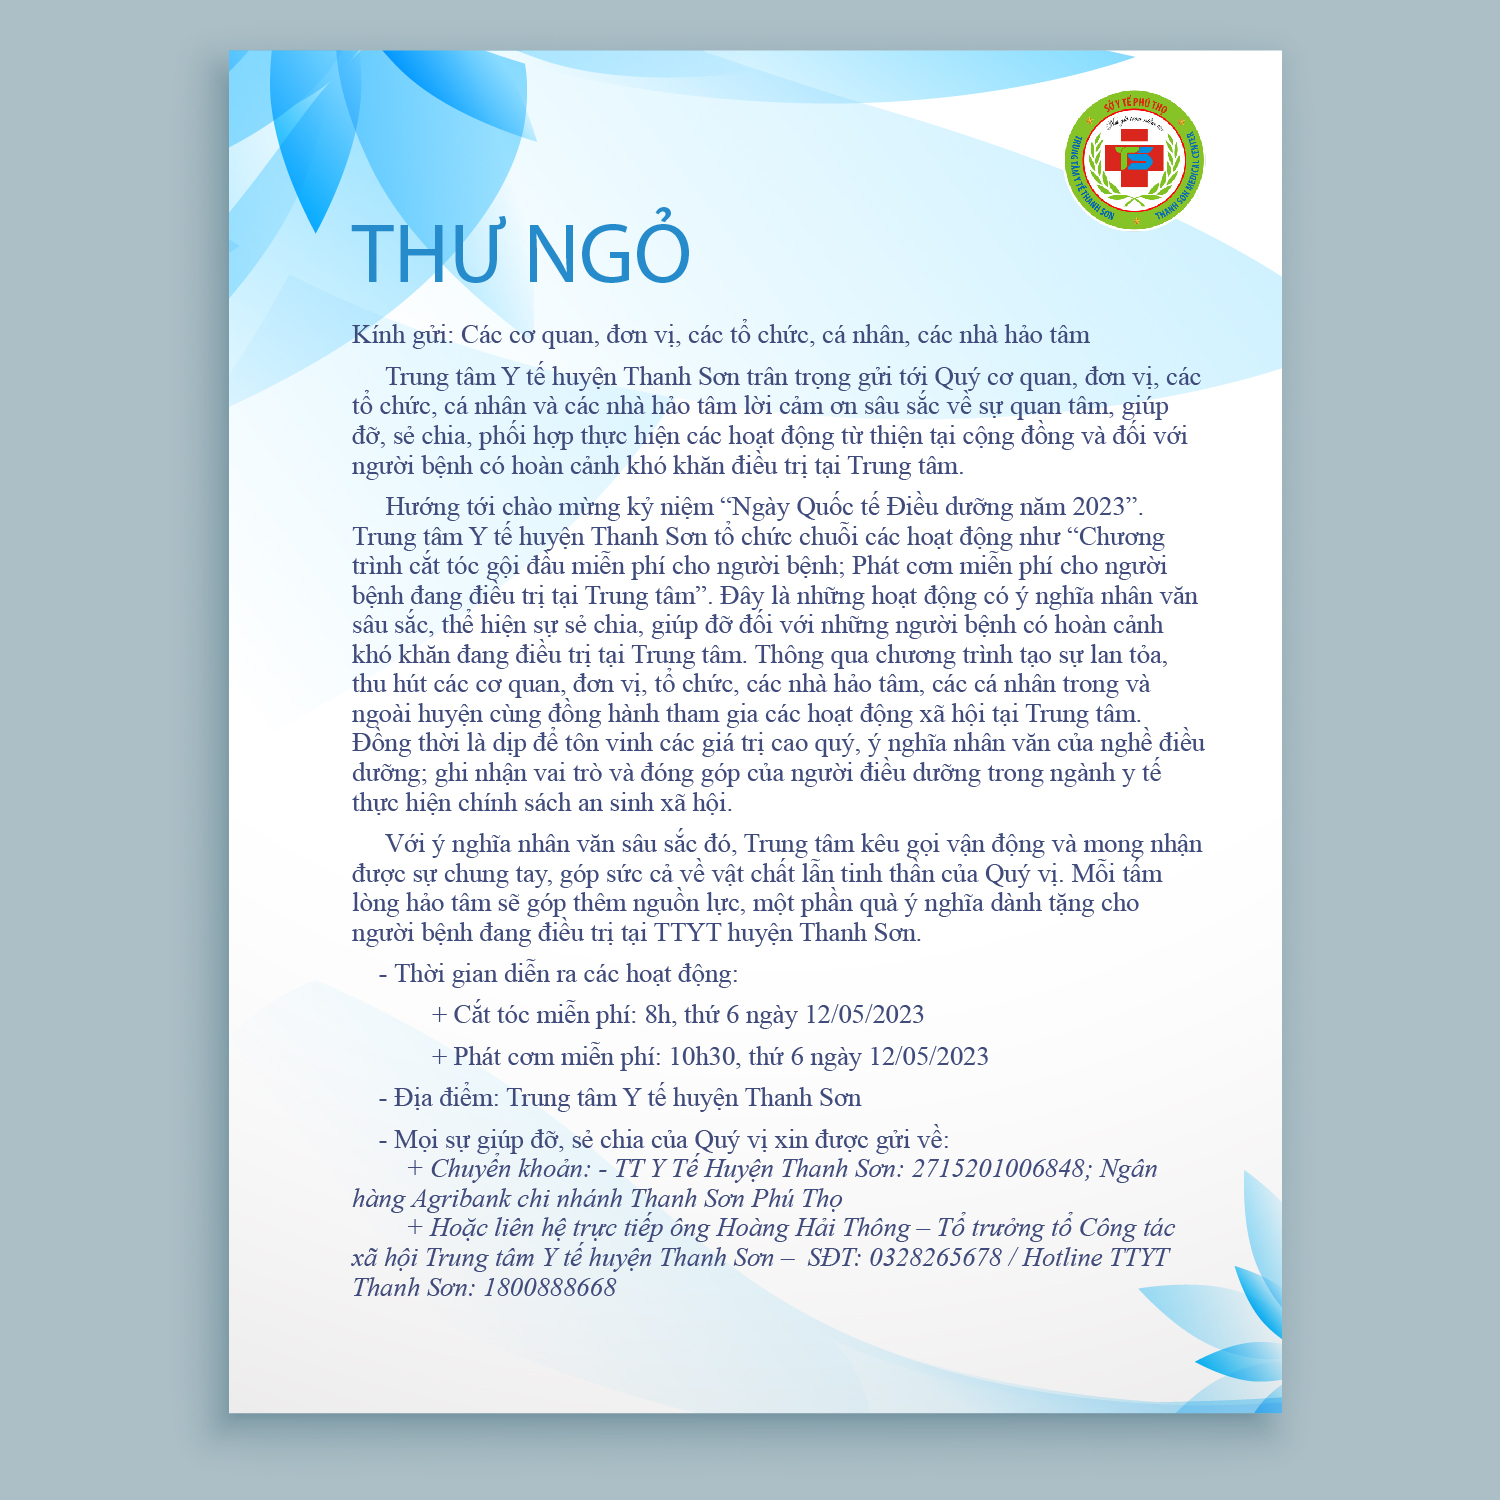 SỞ Y TẾ PHÚ THỌ
TRUNG TÂM Y TẾ THANH SƠN
THANH SON MEDICAL CENTER
TS
THƯ NGỎ
Kính gửi: Các cơ quan, đơn vị, các tổ chức, cá nhân, các nhà hảo tâm
Trung tâm Y tế huyện Thanh Sơn trân trọng gửi tới Quý cơ quan, đơn vị, các
tổ chức, cá nhân và các nhà hảo tâm lời cảm ơn sâu sắc về sự quan tâm, giúp
đỡ, sẻ chia, phối hợp thực hiện các hoạt động từ thiện tại cộng đồng và đối với
người bệnh có hoàn cảnh khó khăn điều trị tại Trung tâm.
Hướng tới chào mừng kỷ niệm “Ngày Quốc tế Điều dưỡng năm 2023”.
Trung tâm Y tế huyện Thanh Sơn tổ chức chuỗi các hoạt động như “Chương
trình cắt tóc gội đầu miễn phí cho người bệnh; Phát cơm miễn phí cho người
bệnh đang điều trị tại Trung tâm”. Đây là những hoạt động có ý nghĩa nhân văn
sâu sắc, thể hiện sự sẻ chia, giúp đỡ đối với những người bệnh có hoàn cảnh
khó khăn đang điều trị tại Trung tâm. Thông qua chương trình tạo sự lan tỏa,
thu hút các cơ quan, đơn vị, tổ chức, các nhà hảo tâm, các cá nhân trong và
ngoài huyện cùng đồng hành tham gia các hoạt động xã hội tại Trung tâm.
Đồng thời là dịp để tôn vinh các giá trị cao quý, ý nghĩa nhân văn của nghề điều
dưỡng; ghi nhận vai trò và đóng góp của người điều dưỡng trong ngành y tế
thực hiện chính sách an sinh xã hội.
Với ý nghĩa nhân văn sâu sắc đó, Trung tâm kêu gọi vận động và mong nhận
được sự chung tay, góp sức cả về vật chất lẫn tinh thần của Quý vị. Mỗi tấm
lòng hảo tâm sẽ góp thêm nguồn lực, một phần quà ý nghĩa dành tặng cho
người bệnh đang điều trị tại TTYT huyện Thanh Sơn.
- Thời gian diễn ra các hoạt động:
+ Cắt tóc miễn phí: 8h, thứ 6 ngày 12/05/2023
+ Phát cơm miễn phí: 10h30, thứ 6 ngày 12/05/2023
- Địa điểm: Trung tâm Y tế huyện Thanh Sơn
- Mọi sự giúp đỡ, sẻ chia của Quý vị xin được gửi về:
+ Chuyển khoản: - TT Y Tế Huyện Thanh Sơn: 2715201006848; Ngân
hàng Agribank chi nhánh Thanh Sơn Phú Thọ
+ Hoặc liên hệ trực tiếp ông Hoàng Hải Thông – Tổ trưởng tổ Công tác
xã hội Trung tâm Y tế huyện Thanh Sơn – SĐT: 0328265678 / Hotline TTYT
Thanh Sơn: 1800888668